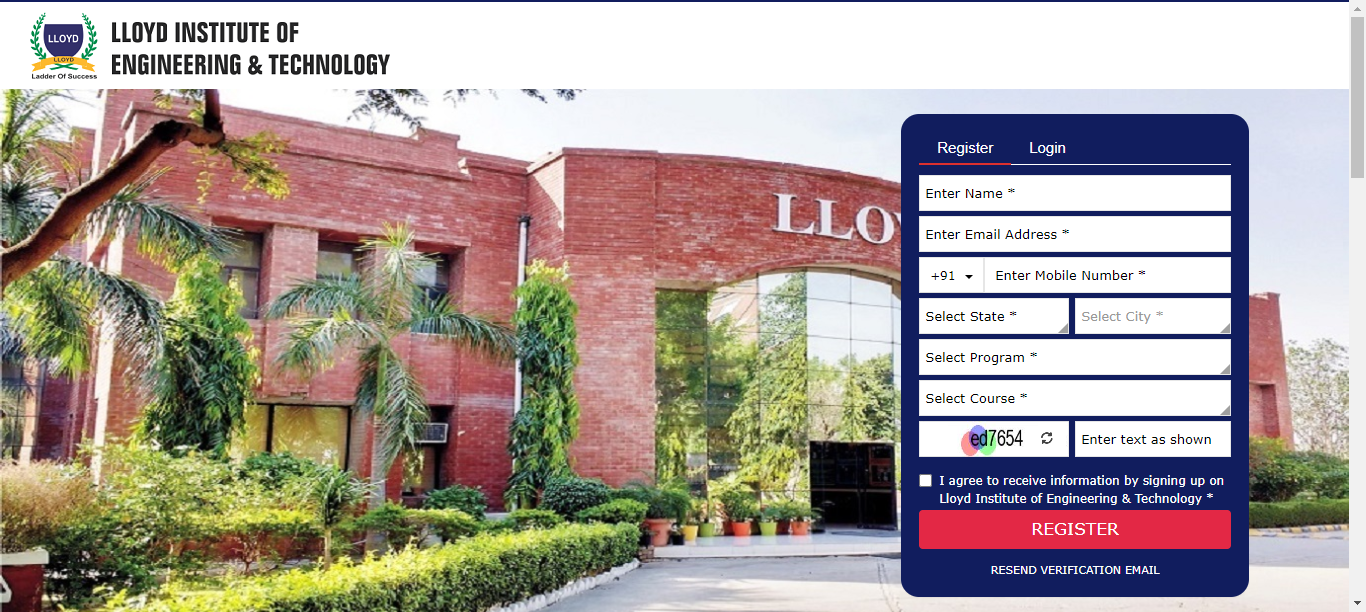 LLOYD
LLOYD
Ladder Of Success
LLOYD INSTITUTE OF
ENGINEERING & TECHNOLOGY
LLOY
Register Login
Enter Name *
Enter Email Address *
+91 Enter Mobile Number *
Select State * Select City *
Select Program *
Select Course *
ed7654 Enter text as shown
I agree to receive information by signing up on
Lloyd Institute of Engineering & Technology *
REGISTER
RESEND VERIFICATION EMAIL